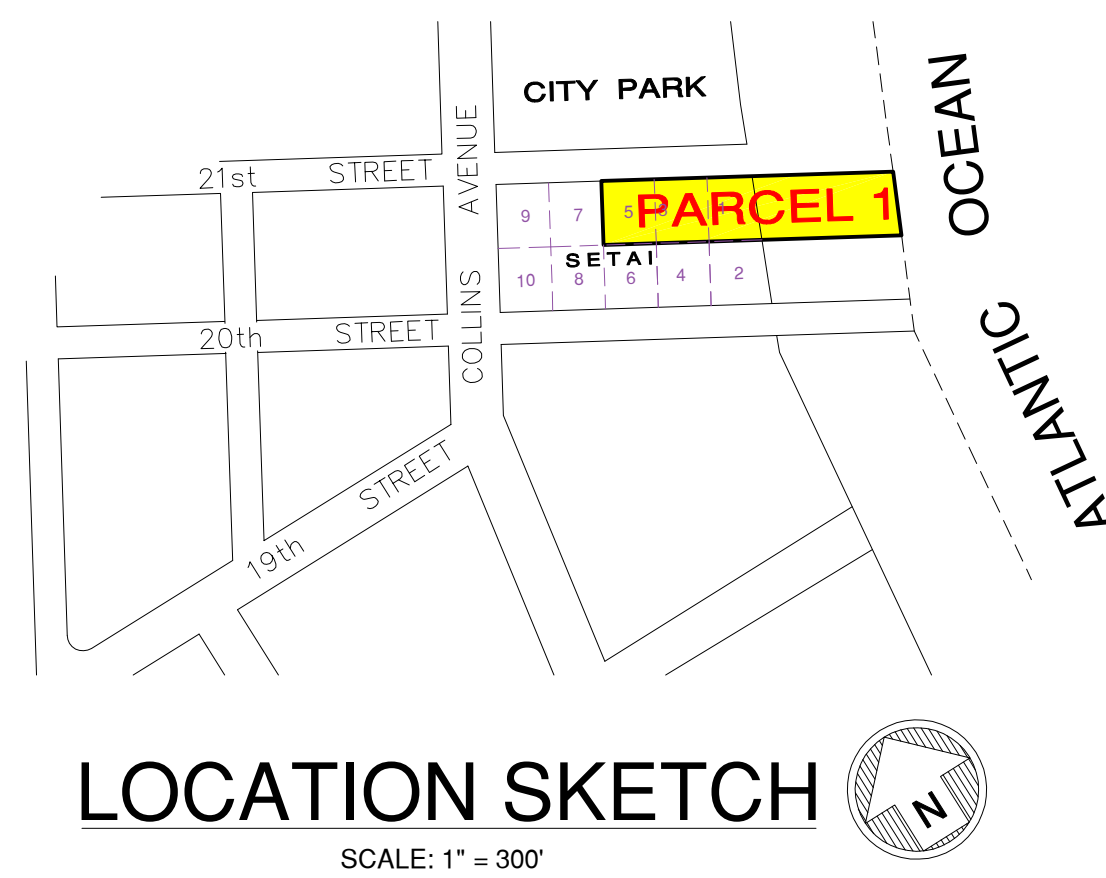 CITY PARK
OCEAN
21st STREET
AVENUE
9 7 5 3 1
PARCEL 1
SETAI
10 8 6 4 2
20th STREET
COLLINS
ATLANTIC
19th STREET
LOCATION SKETCH
N
SCALE: 1" = 300'